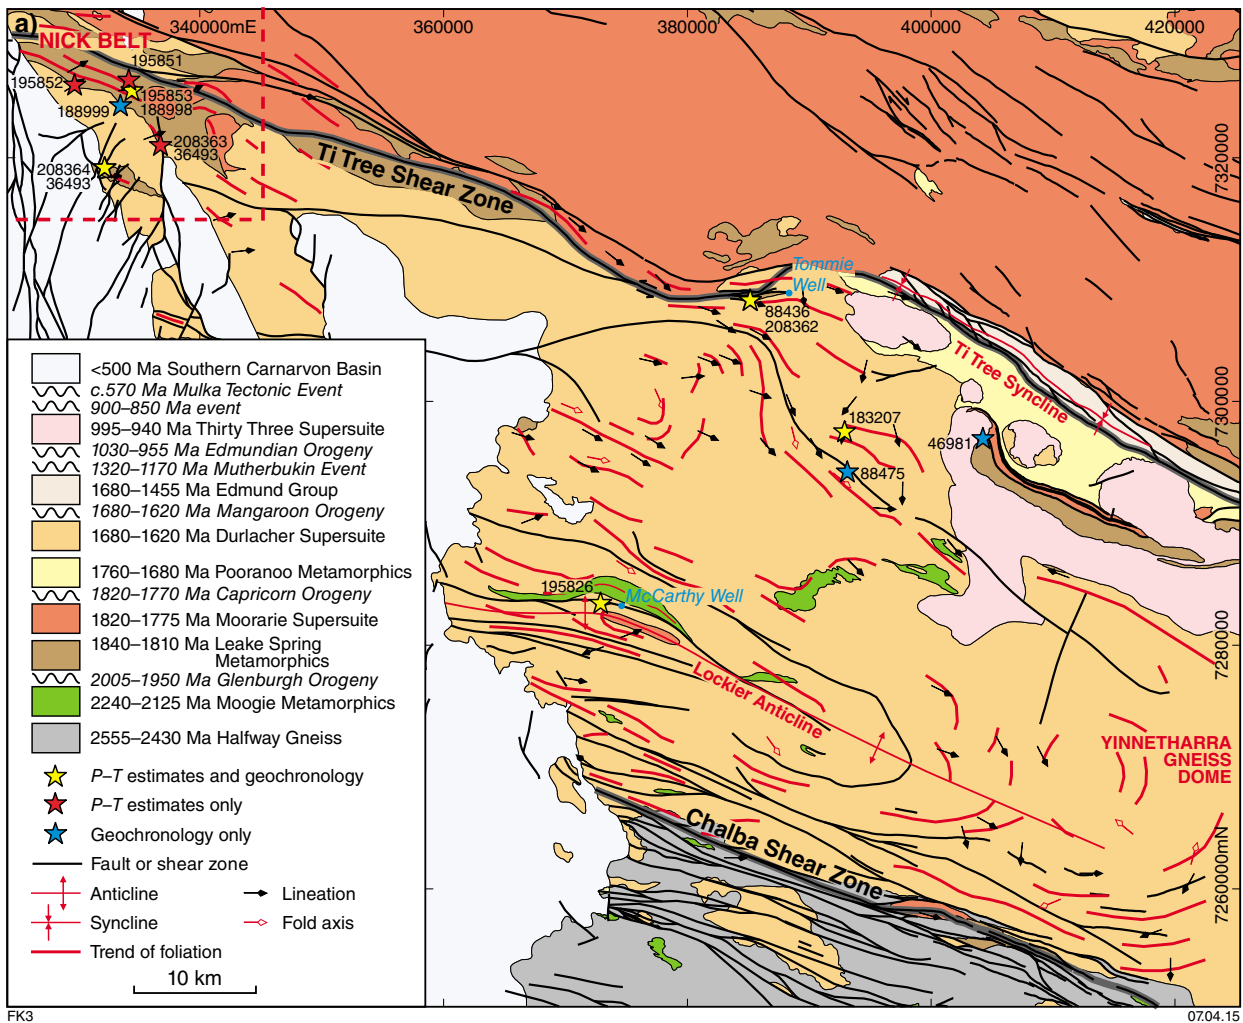 a)
340000mE
360000
380000
400000
420000
NICK BELT
195851
195852
195853
188999
188998
208363
36493
208364
36493
Ti Tree Shear Zone
7320000
Tommie
Well
88436
208362
Ti Tree Syncline
7300000
183207
46981
88475
195826
McCarthy Well
7280000
Lockier Anticline
YINNETHARRA
GNEISS
DOME
Chalba Shear Zone
7260000mN
<500 Ma Southern Carnarvon Basin
c.570 Ma Mulka Tectonic Event
900–850 Ma event
995–940 Ma Thirty Three Supersuite
1030–955 Ma Edmundian Orogeny
1320–1170 Ma Mutherbukin Event
1680–1455 Ma Edmund Group
1680–1620 Ma Mangaroon Orogeny
1680–1620 Ma Durlacher Supersuite
1760–1680 Ma Pooranoo Metamorphics
1820–1770 Ma Capricorn Orogeny
1820–1775 Ma Moorarie Supersuite
1840–1810 Ma Leake Spring
Metamorphics
2005–1950 Ma Glenburgh Orogeny
2240–2125 Ma Moogie Metamorphics
2555–2430 Ma Halfway Gneiss
P–T estimates and geochronology
P–T estimates only
Geochronology only
Fault or shear zone
Anticline
Lineation
Syncline
Fold axis
Trend of foliation
10 km
FK3
07.04.15